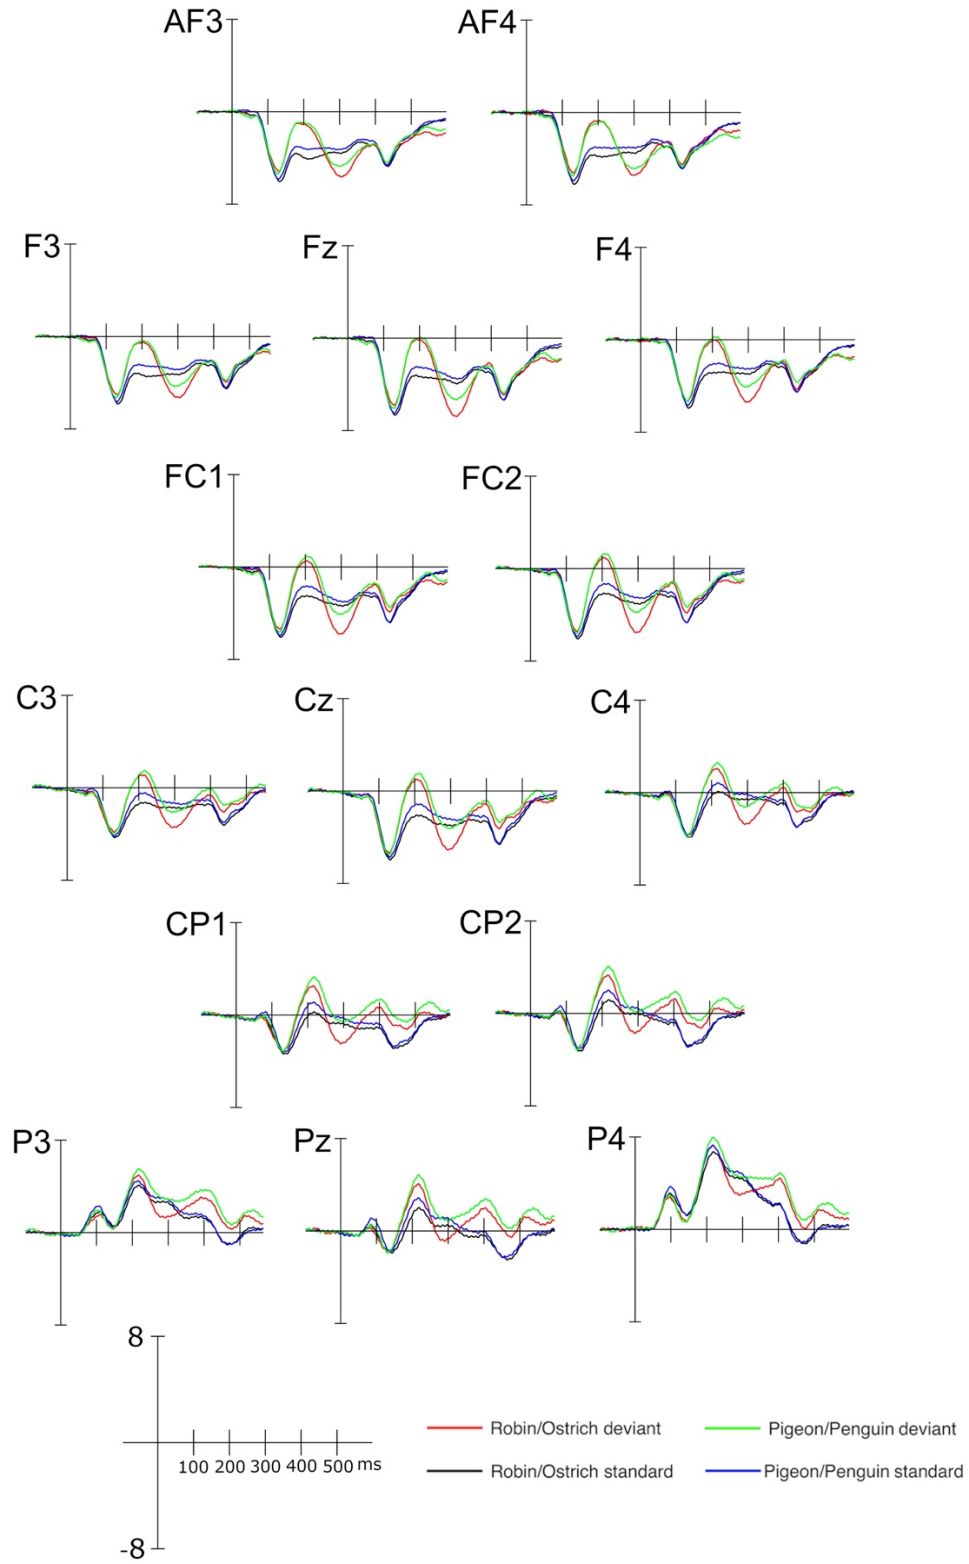 AF3 AF4
F3 Fz F4
FC1 FC2
C3 Cz C4
CP1 CP2
P3 Pz P4
8
100 200 300 400 500 ms
-8
Robin/Ostrich deviant Pigeon/Penguin deviant
Robin/Ostrich standard Pigeon/Penguin standard